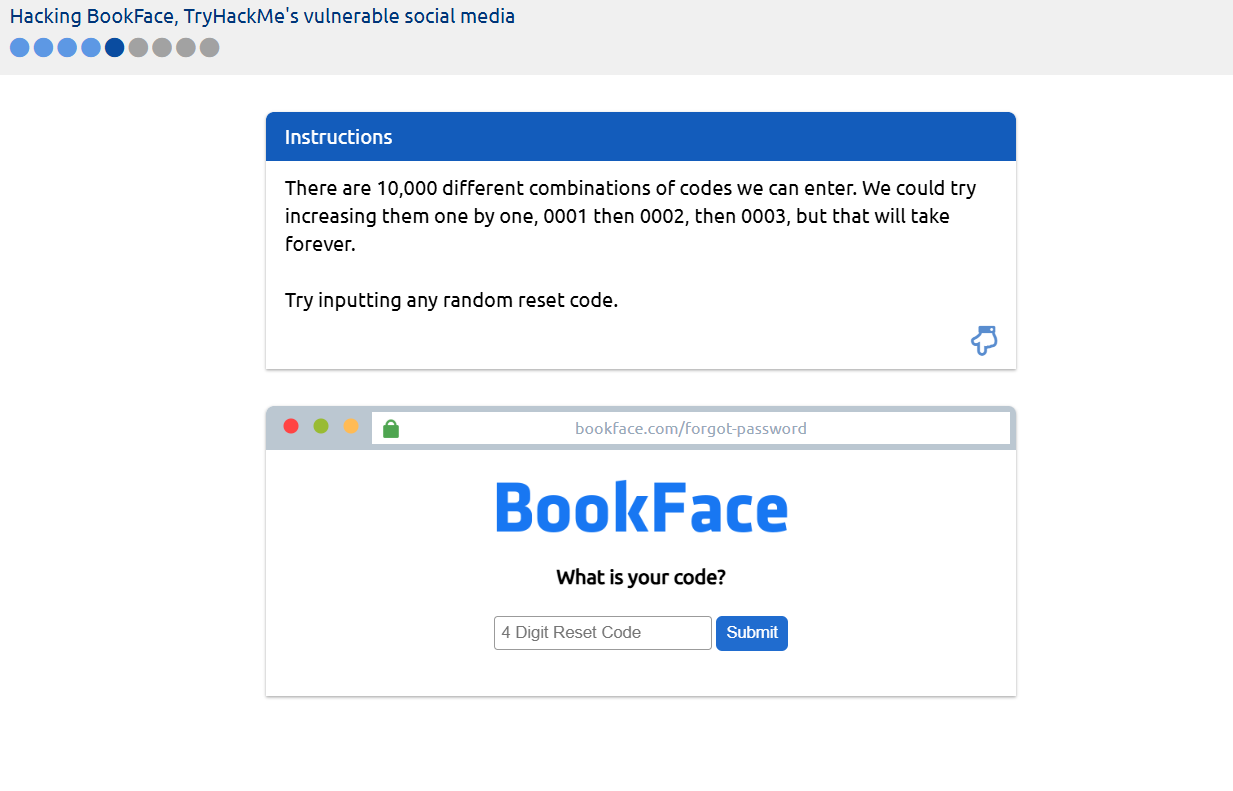 Hacking BookFace, TryHackMe's vulnerable social media
Instructions
There are 10,000 different combinations of codes we can enter. We could try
increasing them one by one, 0001 then 0002, then 0003, but that will take
forever.
Try inputting any random reset code.
bookface.com/forgot-password
BookFace
What is your code?
4 Digit Reset Code Submit